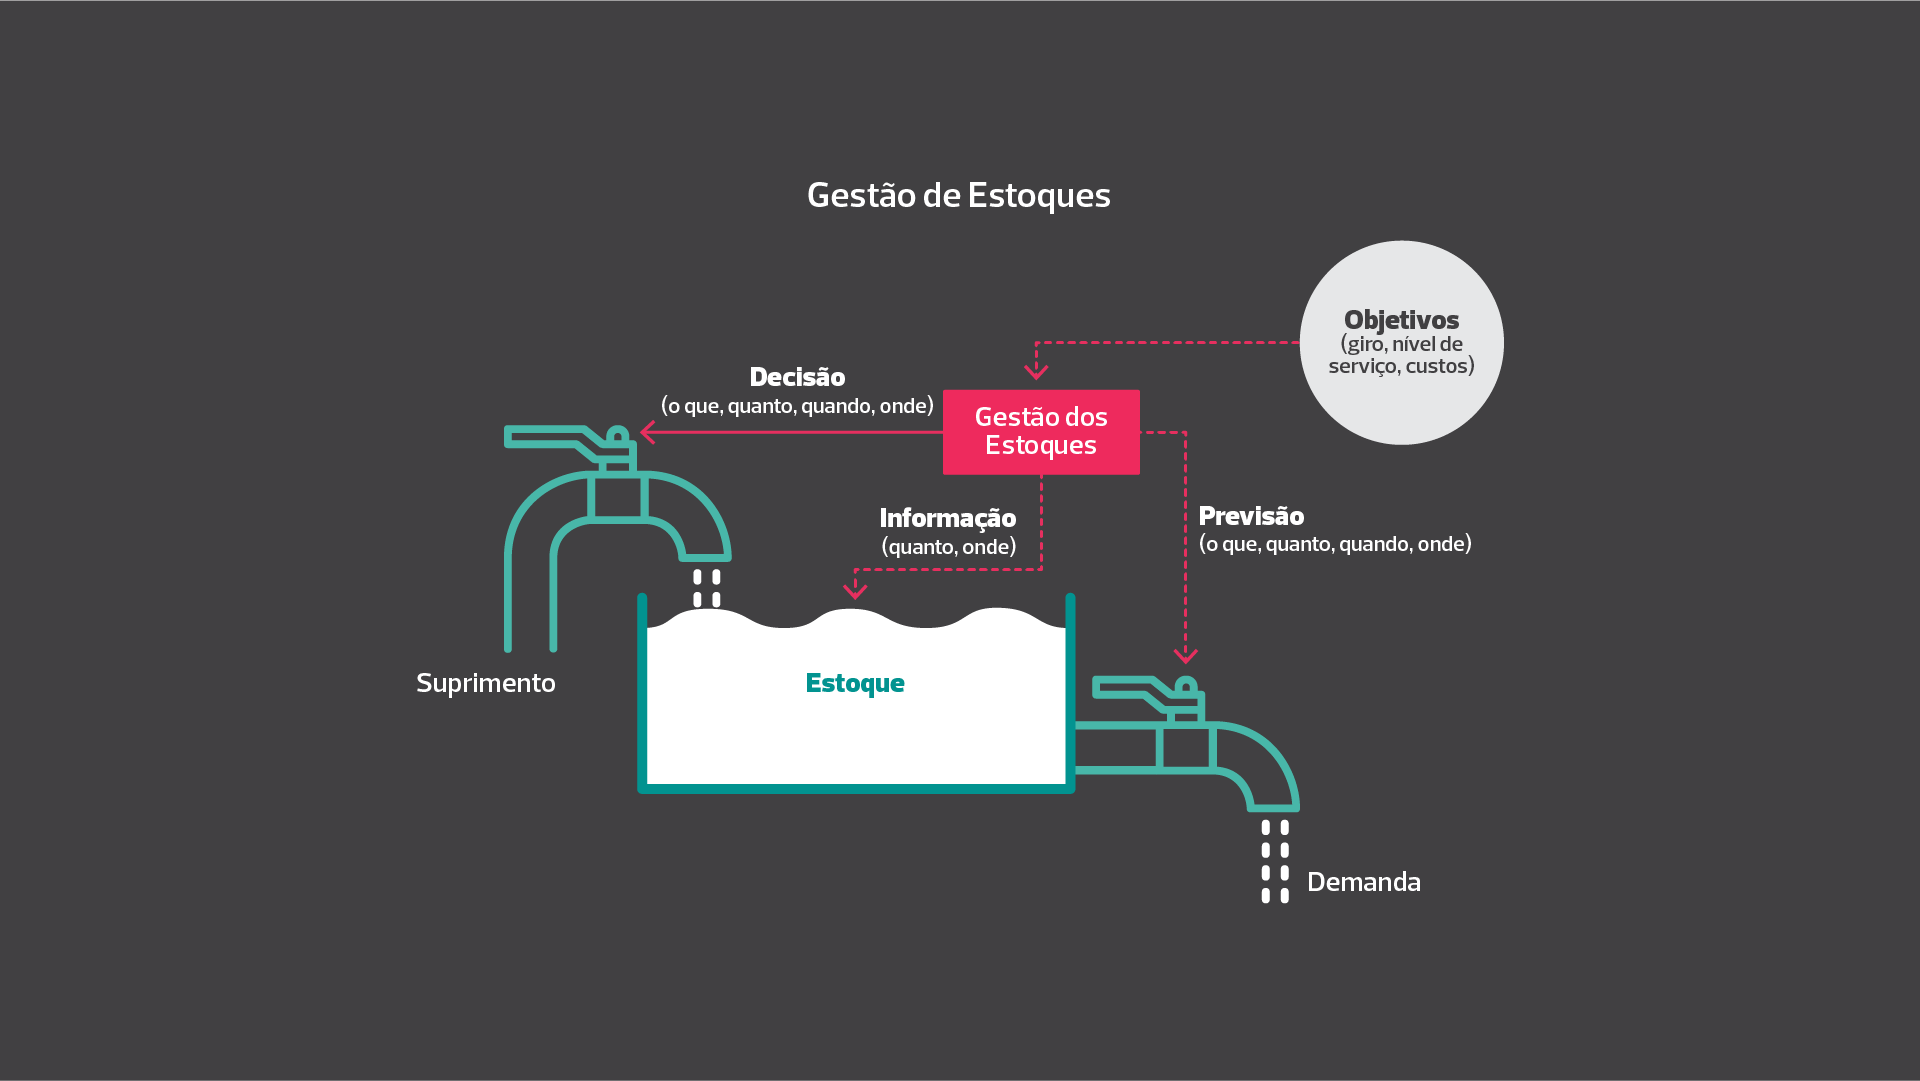 Gestão de Estoques
Objetivos
(giro, nível de
serviço, custos)
Decisão
(o que, quanto, quando, onde)
Gestão dos
Estoques
Informação
(quanto, onde)
Previsão
(o que, quanto, quando, onde)
Suprimento
Estoque
Demanda